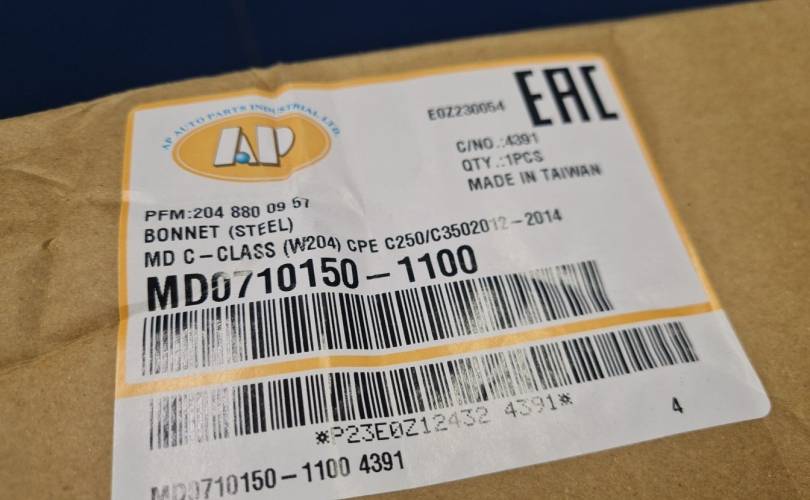 AP AUTO PARTS INDUSTRIAL LTD.
AP
E0Z230054
EAC
C/NO.:4391
QTY.:1PCS
MADE IN TAIWAN
PFM:204 880 09 57
BONNET (STEEL)
MD C-CLASS (W204) CPE C250/C3502012-2014
MD0710150-1100
*P23E0Z12432 4391*
4
MD0710150-1100 4391